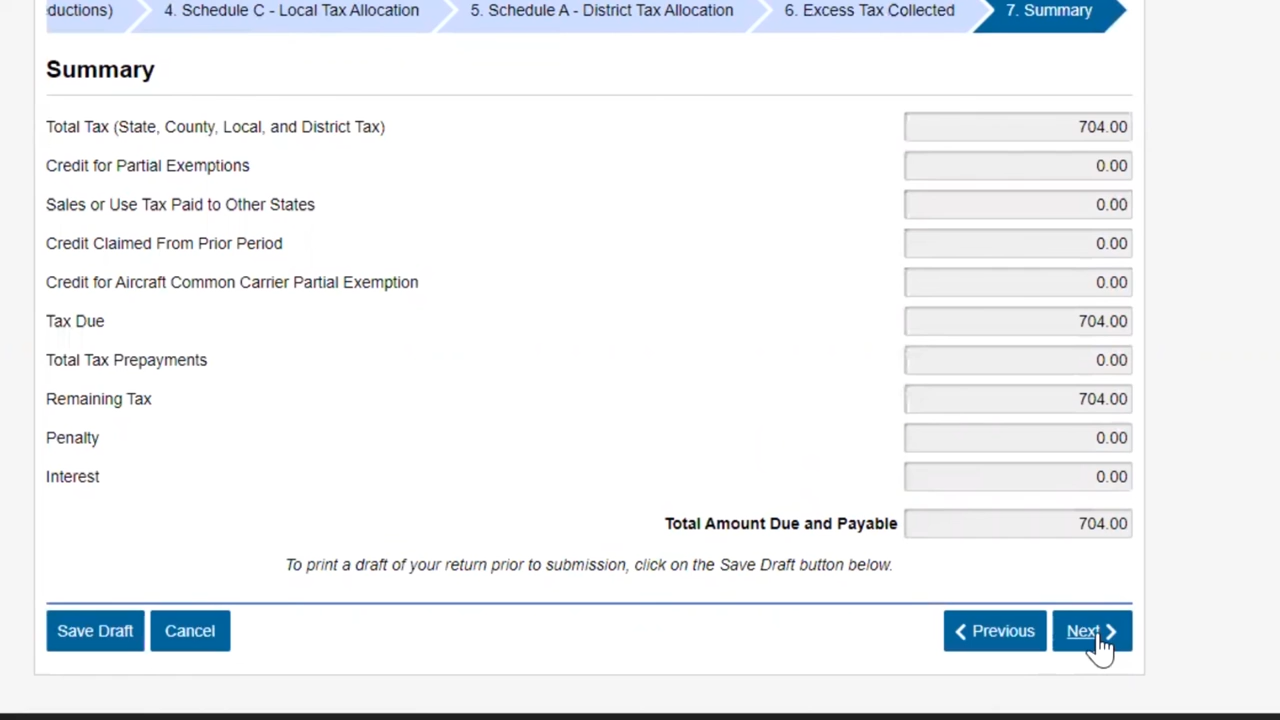 ductions) 4. Schedule C - Local Tax Allocation 5. Schedule A - District Tax Allocation 6. Excess Tax Collected 7. Summary
Summary
Total Tax (State, County, Local, and District Tax) 704.00
Credit for Partial Exemptions 0.00
Sales or Use Tax Paid to Other States 0.00
Credit Claimed From Prior Period 0.00
Credit for Aircraft Common Carrier Partial Exemption 0.00
Tax Due 704.00
Total Tax Prepayments 0.00
Remaining Tax 704.00
Penalty 0.00
Interest 0.00
Total Amount Due and Payable 704.00
To print a draft of your return prior to submission, click on the Save Draft button below.
Save Draft Cancel Previous Next